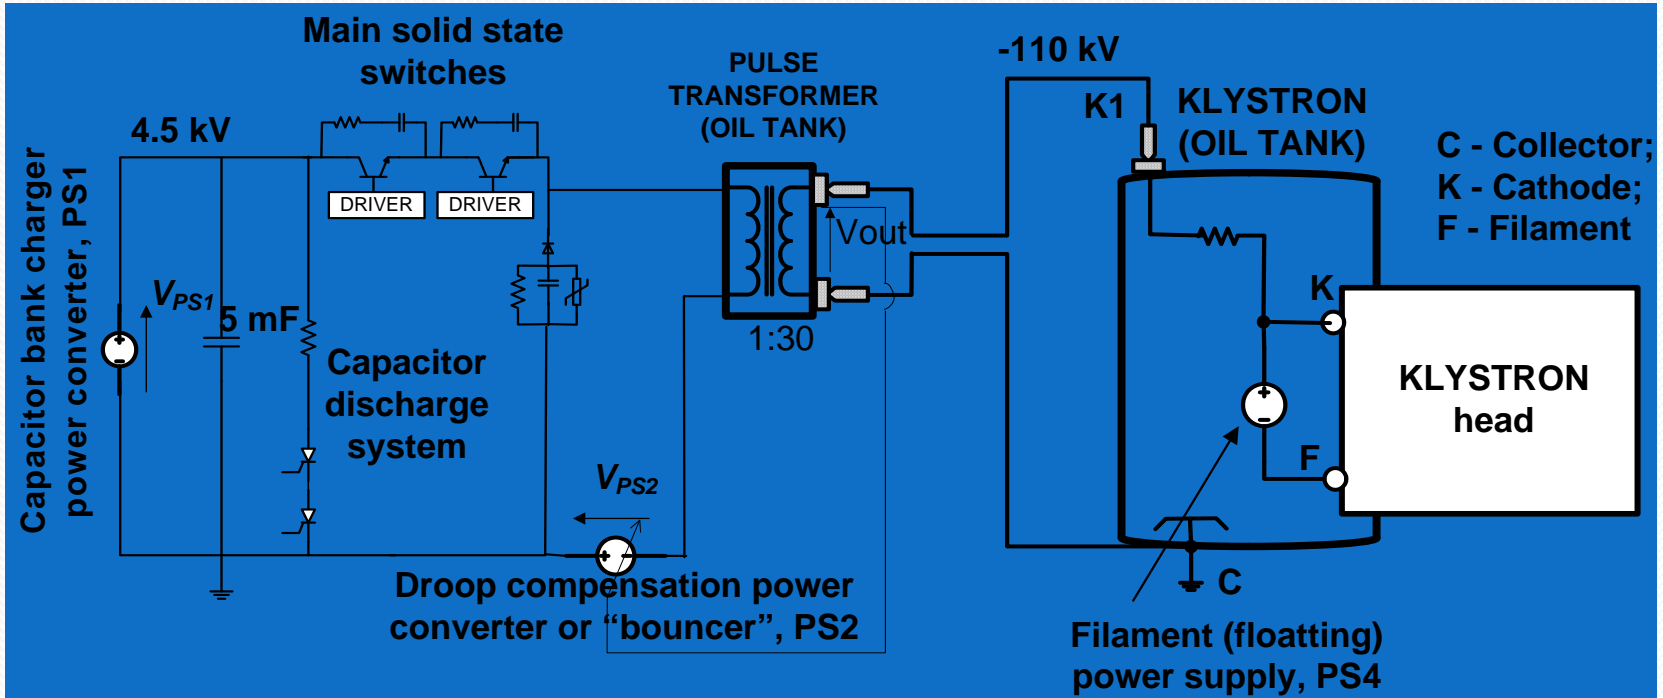 Main solid state
switches
4.5 kV
Capacitor bank charger
power converter, PS1
VPS1
5 mF
DRIVER
DRIVER
Capacitor
discharge
system
VPS2
Droop compensation power
converter or “bouncer”, PS2
PULSE
TRANSFORMER
(OIL TANK)
Vout
1:30
-110 kV
K1
KLYSTRON
(OIL TANK)
C - Collector;
K - Cathode;
F - Filament
K
F
KLYSTRON
head
C
Filament (floatting)
power supply, PS4